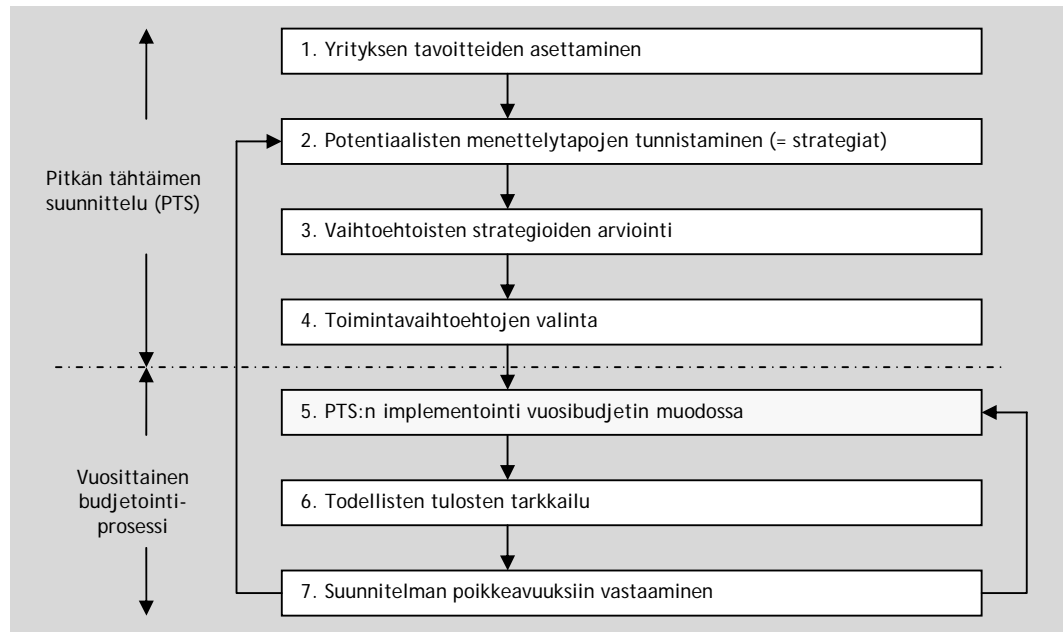 1. Yrityksen tavoitteiden asettaminen
2. Potentiaalisten menettelytapojen tunnistaminen (= strategiat)
Pitkän tähtäimen
suunnittelu (PTS)
3. Vaihtoehtoisten strategioiden arviointi
4. Toimintavaihtoehtojen valinta
5. PTS:n implementointi vuosibudjetin muodossa
Vuosittainen
budjetointi-
prosessi
6. Todellisten tulosten tarkkailu
7. Suunnitelman poikkeavuuksiin vastaaminen